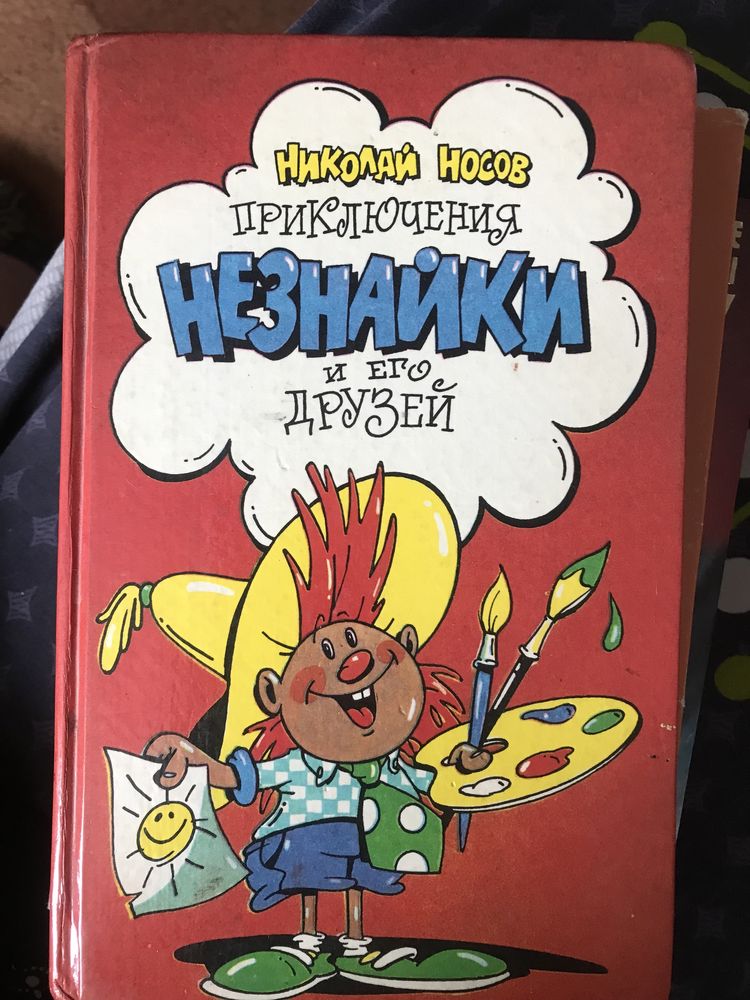 НИКОЛАЙ НОСОВ
ПРИКЛЮЧЕНИЯ
НЕЗНАЙКИ
И ЕГО
ДРУЗЕЙ